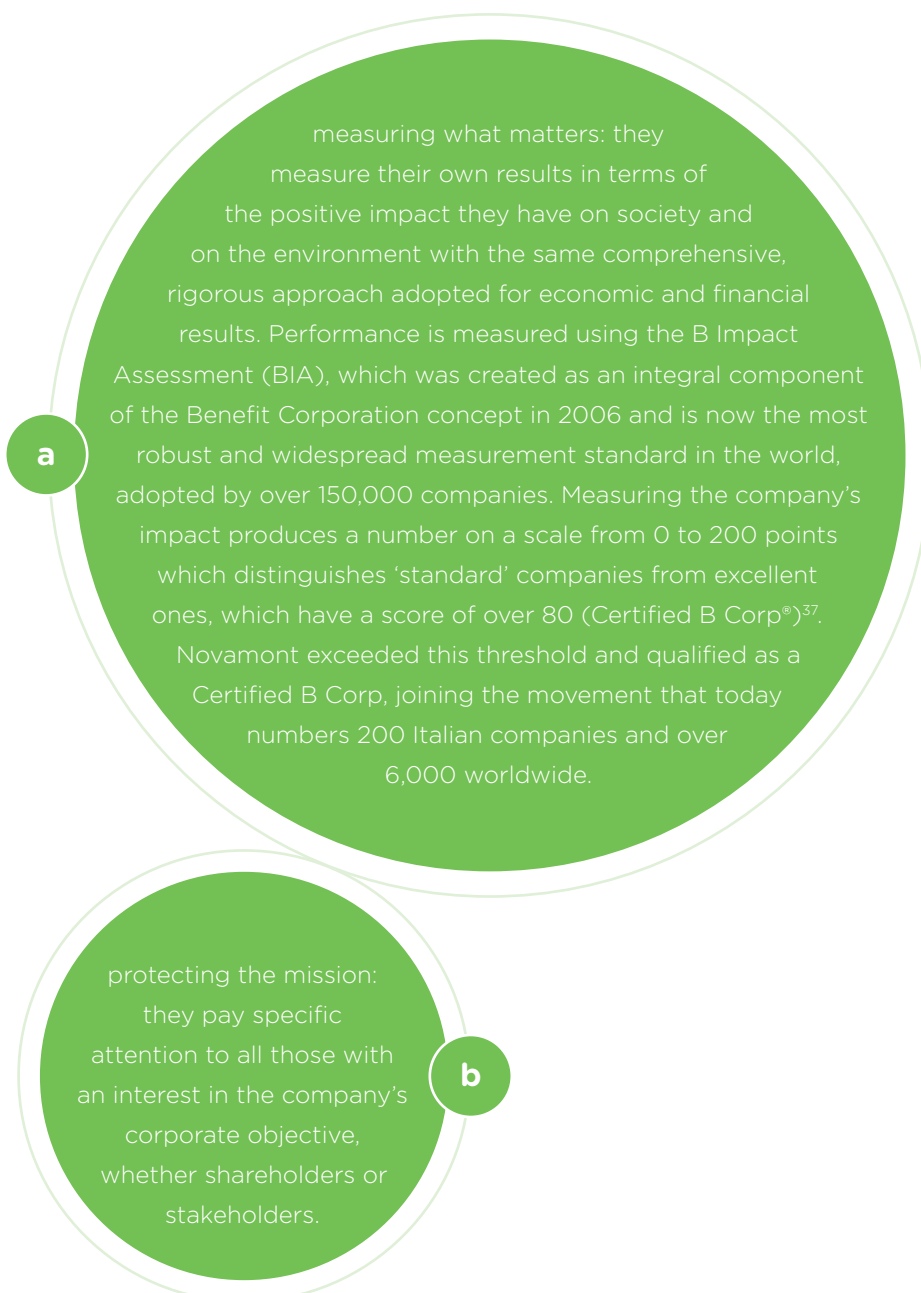 measuring what matters: they
measure their own results in terms of
the positive impact they have on society and
on the environment with the same comprehensive,
rigorous approach adopted for economic and financial
results. Performance is measured using the B Impact
Assessment (BIA), which was created as an integral component
of the Benefit Corporation concept in 2006 and is now the most
robust and widespread measurement standard in the world,
adopted by over 150,000 companies. Measuring the company’s
impact produces a number on a scale from 0 to 200 points
which distinguishes ‘standard’ companies from excellent
ones, which have a score of over 80 (Certified B Corp®)³⁷.
Novamont exceeded this threshold and qualified as a
Certified B Corp, joining the movement that today
numbers 200 Italian companies and over
6,000 worldwide.
a
protecting the mission:
they pay specific
attention to all those with
an interest in the company’s
corporate objective,
whether shareholders or
stakeholders.
b